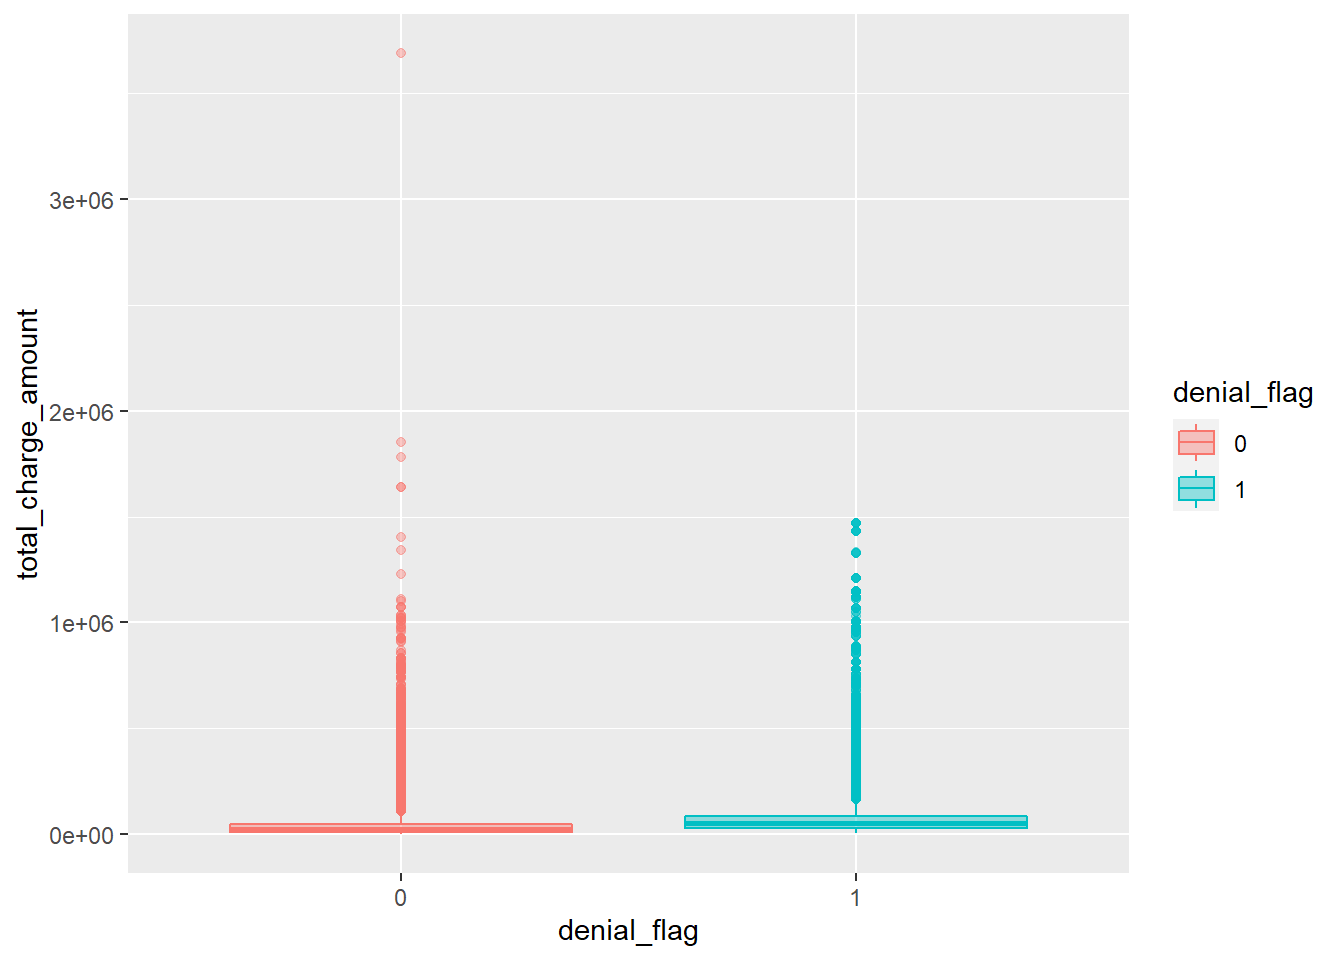 total_charge_amount
3e+06
2e+06
1e+06
0e+00
0
1
denial_flag
denial_flag
0
1